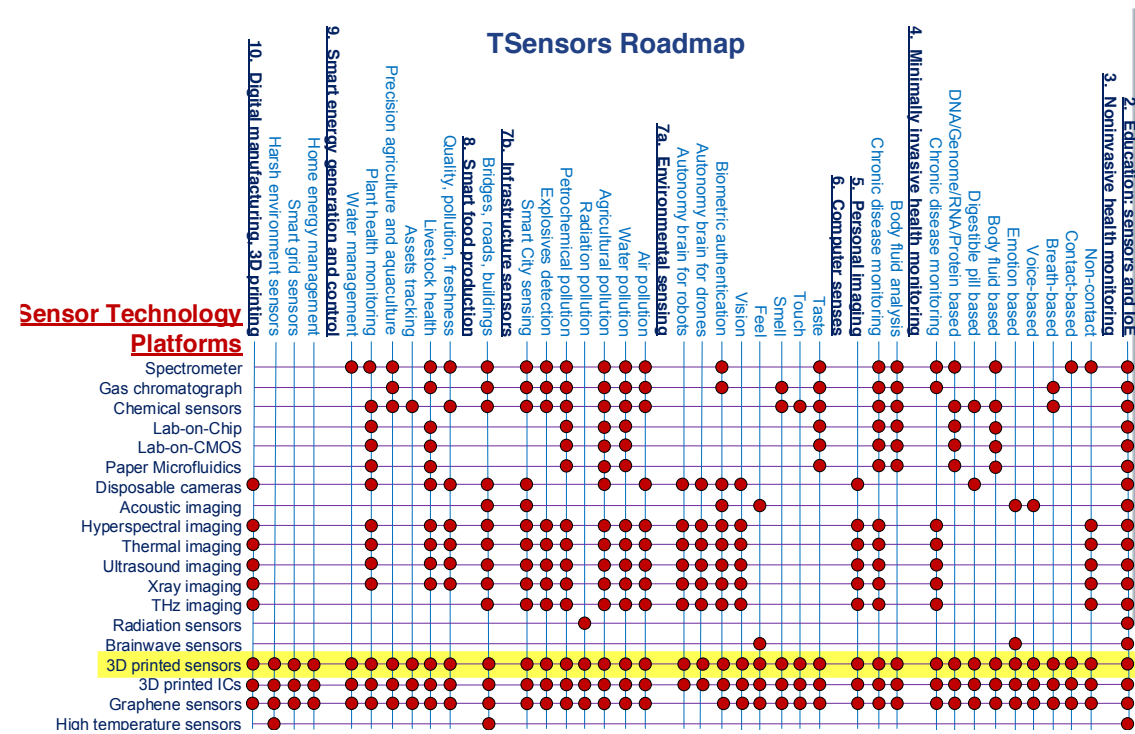 TSensors Roadmap
10. Digital manufacturing, 3D printing
Harsh environment sensors
Smart grid sensors
Home energy management
9. Smart energy generation and control
Water management
Plant health monitoring
Precision agriculture and aquaculture
Assets tracking
Livestock health
Quality, pollution, freshness
8. Smart food production
Bridges, roads, buildings
7b. Infrastructure sensors
Smart City sensing
Explosives detection
Petrochemical pollution
Radiation pollution
Agricultural pollution
Water pollution
Air pollution
7a. Environmental sensing
Autonomy brain for robots
Autonomy brain for drones
Biometric authentication
Vision
Feel
Smell
Touch
Taste
6. Computer senses
5. Personal imaging
Chronic disease monitoring
Body fluid analysis
4. Minimally invasive health monitoring
Chronic disease monitoring
DNA/Genome/RNA/Protein based
Digestible pill based
Body fluid based
Emotion based
Voice-based
Breath-based
Contact-based
Non-contact
3. Noninvasive health monitoring
2. Education: sensors and IoE
Sensor Technology
Platforms
Spectrometer
Gas chromatograph
Chemical sensors
Lab-on-Chip
Lab-on-CMOS
Paper Microfluidics
Disposable cameras
Acoustic imaging
Hyperspectral imaging
Thermal imaging
Ultrasound imaging
Xray imaging
THz imaging
Radiation sensors
Brainwave sensors
3D printed sensors
3D printed ICs
Graphene sensors
High temperature sensors